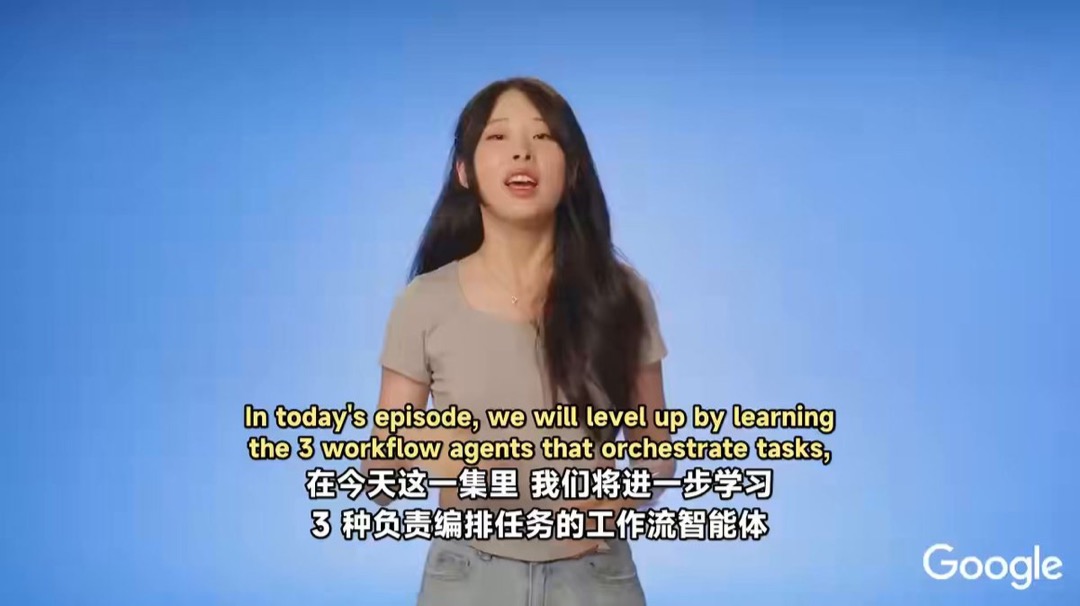 In today's episode, we will level up by learning
the 3 workflow agents that orchestrate tasks,
在今天这一集里 我们将进一步学习
3 种负责编排任务的工作流智能体
Google